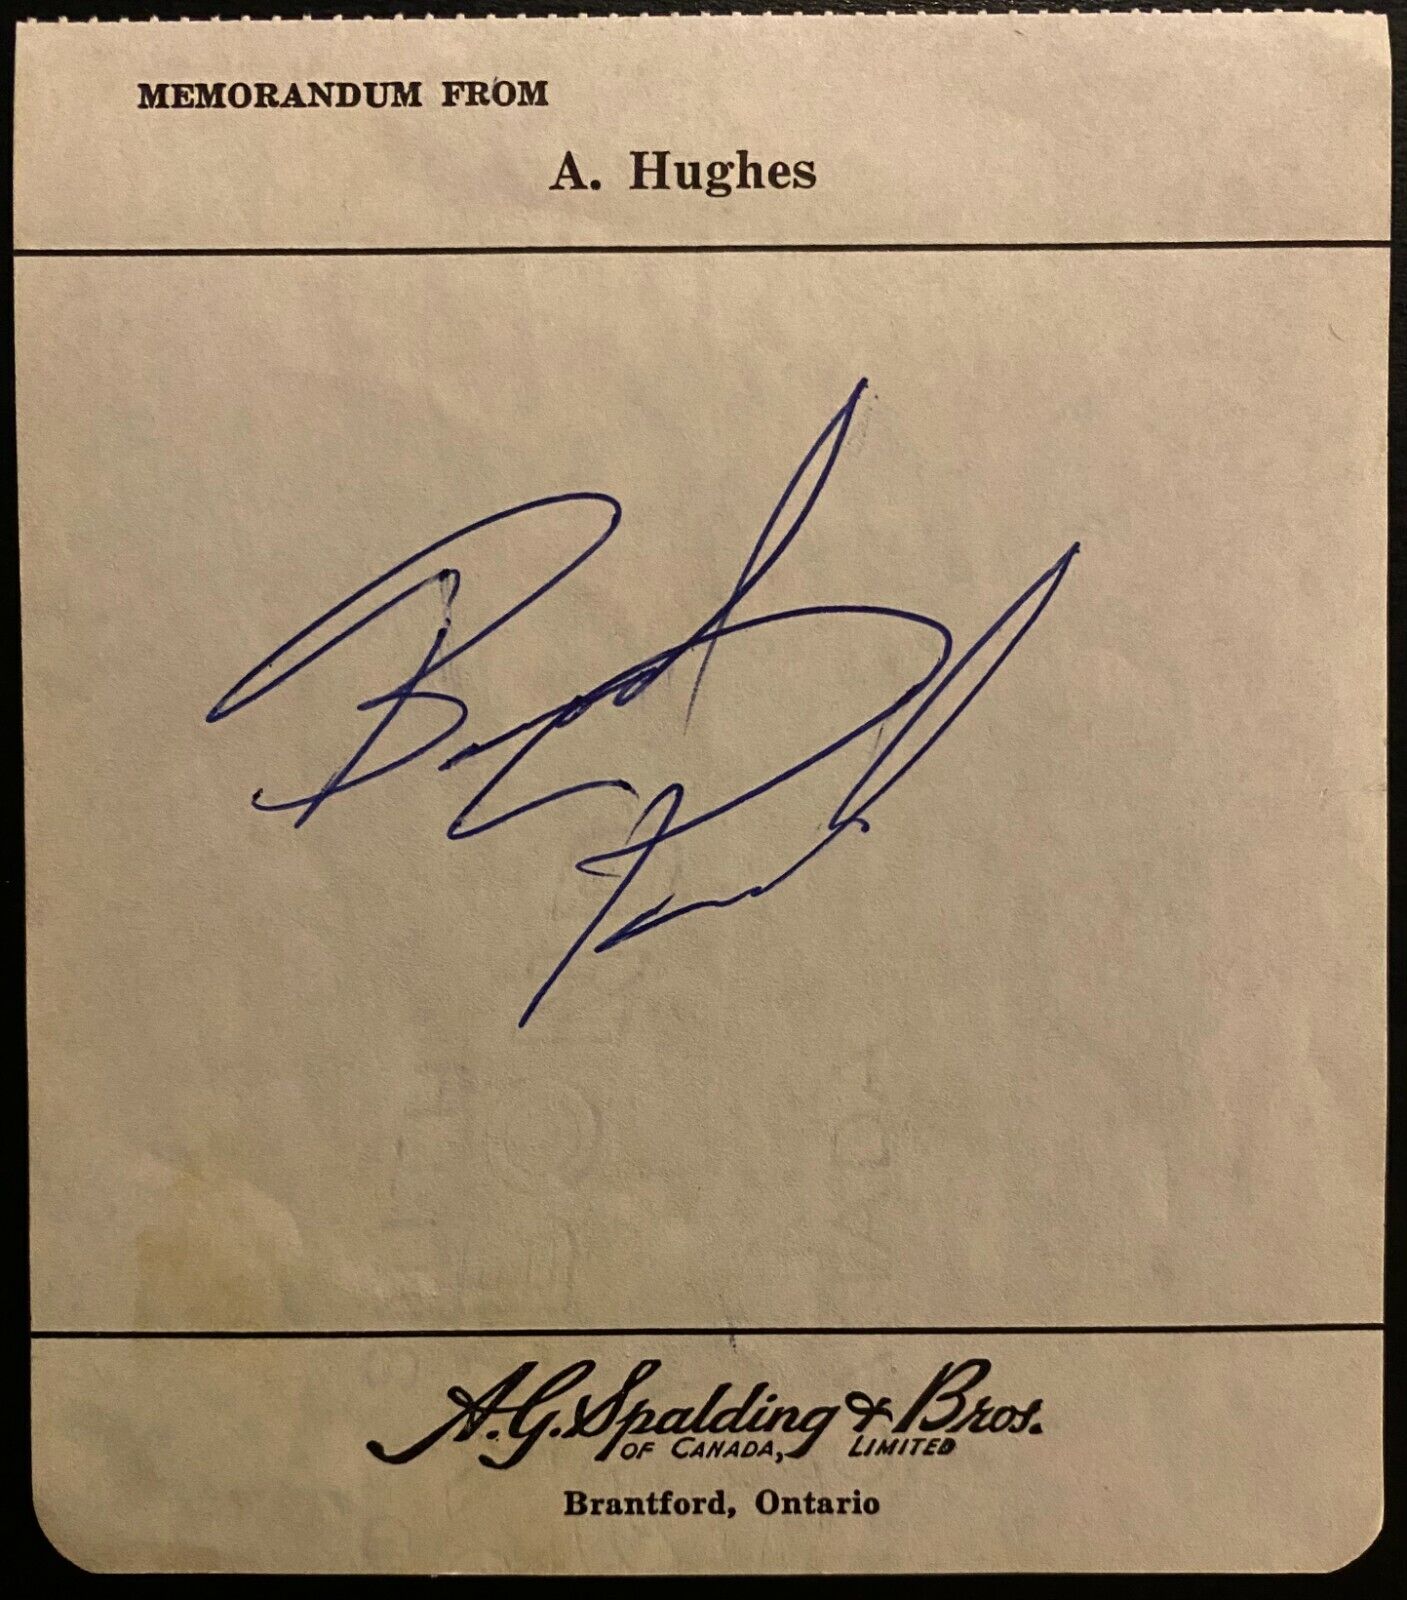 MEMORANDUM FROM
A. Hughes
A.G. Spalding & Bros.
OF CANADA, LIMITED
Brantford, Ontario